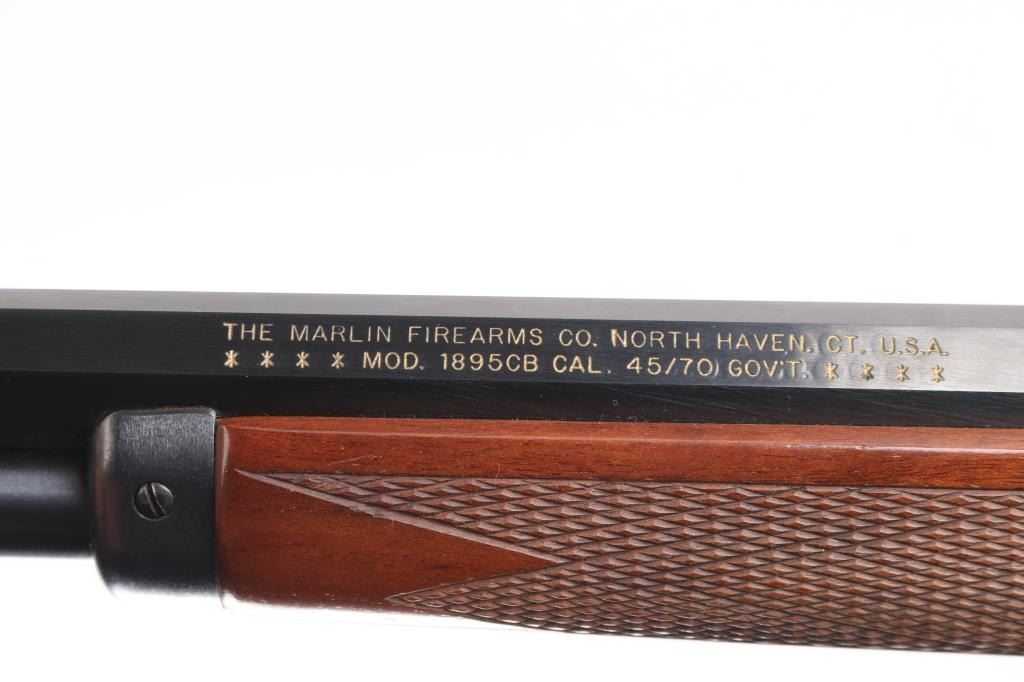 THE MARLIN FIREARMS CO. NORTH HAVEN, CT. U.S.A.
* * * * MOD. 1895CB CAL. 45/70 GOV'T. * * * *